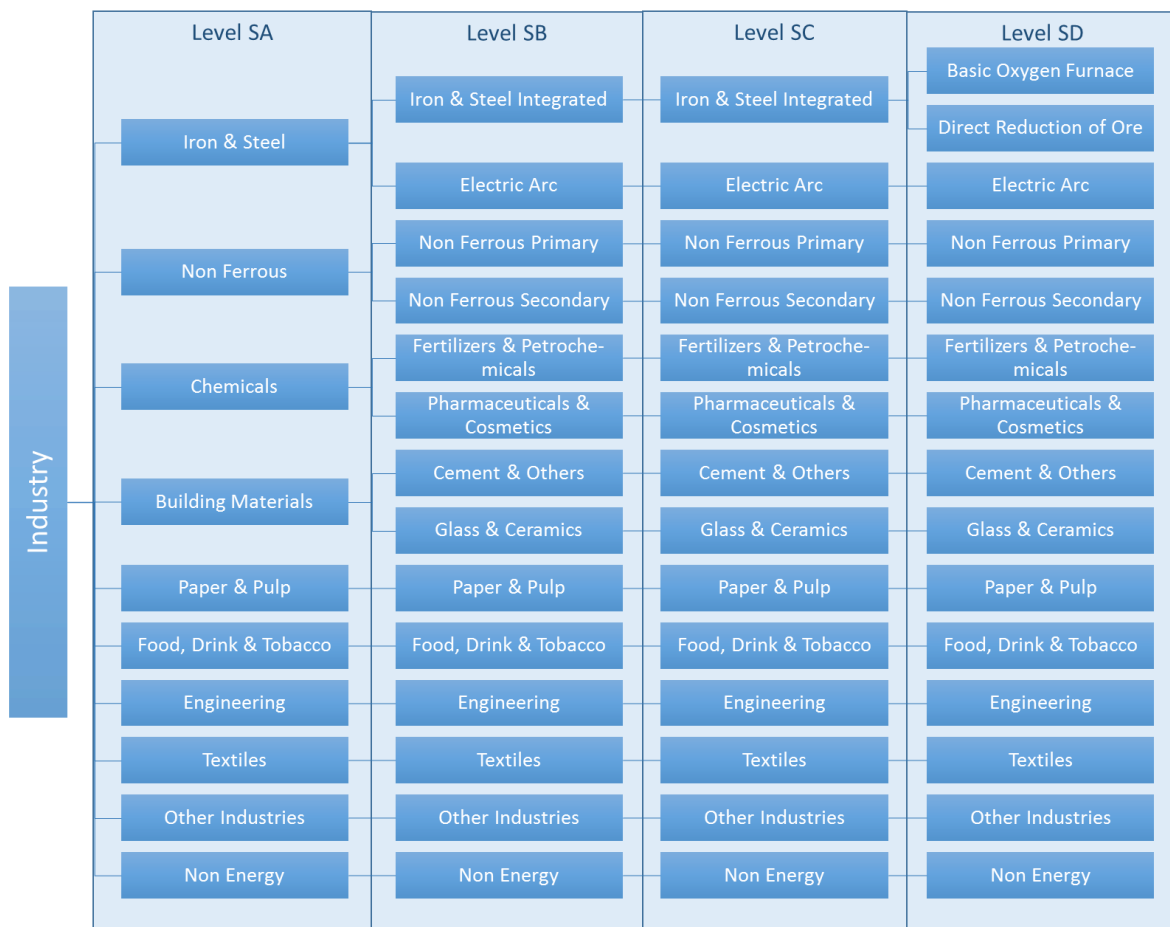 Industry
Level SA
Iron & Steel
Non Ferrous
Chemicals
Building Materials
Paper & Pulp
Food, Drink & Tobacco
Engineering
Textiles
Other Industries
Non Energy
Level SB
Iron & Steel Integrated
Electric Arc
Non Ferrous Primary
Non Ferrous Secondary
Fertilizers & Petroche-
micals
Pharmaceuticals &
Cosmetics
Cement & Others
Glass & Ceramics
Paper & Pulp
Food, Drink & Tobacco
Engineering
Textiles
Other Industries
Non Energy
Level SC
Iron & Steel Integrated
Electric Arc
Non Ferrous Primary
Non Ferrous Secondary
Fertilizers & Petroche-
micals
Pharmaceuticals &
Cosmetics
Cement & Others
Glass & Ceramics
Paper & Pulp
Food, Drink & Tobacco
Engineering
Textiles
Other Industries
Non Energy
Level SD
Basic Oxygen Furnace
Direct Reduction of Ore
Electric Arc
Non Ferrous Primary
Non Ferrous Secondary
Fertilizers & Petroche-
micals
Pharmaceuticals &
Cosmetics
Cement & Others
Glass & Ceramics
Paper & Pulp
Food, Drink & Tobacco
Engineering
Textiles
Other Industries
Non Energy